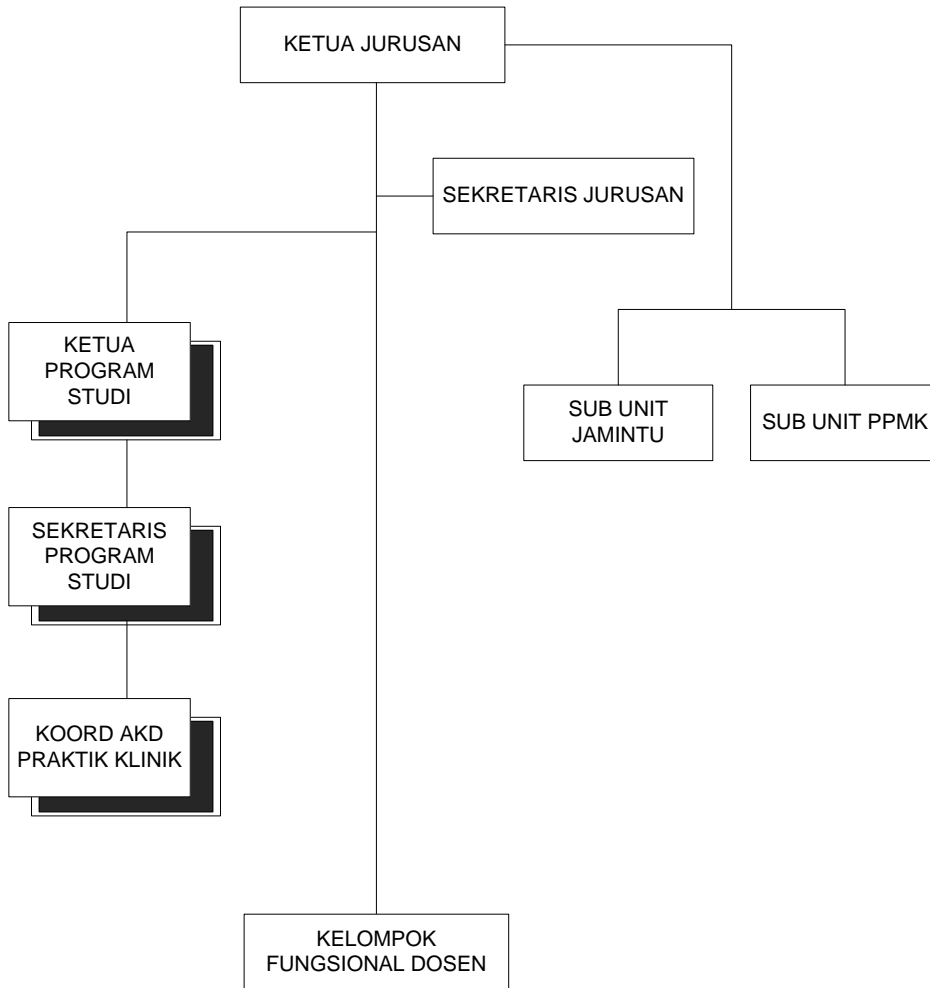 KETUA JURUSAN
SEKRETARIS JURUSAN
KETUA
PROGRAM
STUDI
SUB UNIT
JAMINTU
SUB UNIT PPMK
SEKRETARIS
PROGRAM
STUDI
KOORD AKD
PRAKTIK KLINIK
KELOMPOK
FUNGSIONAL DOSEN